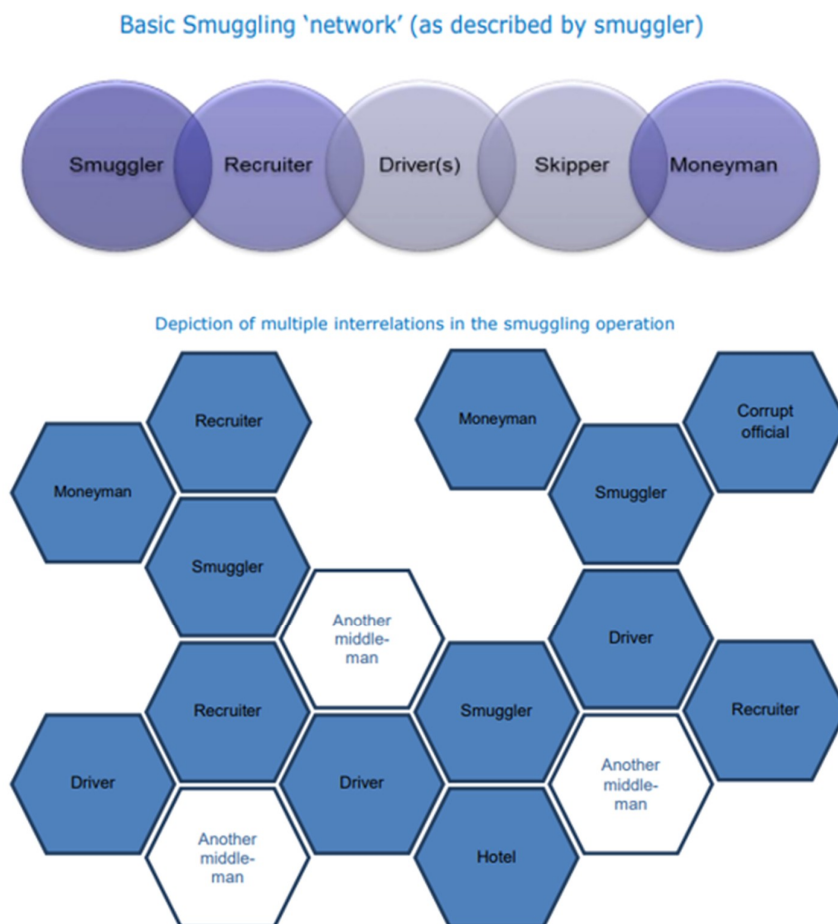 Basic Smuggling ‘network’ (as described by smuggler)
Smuggler
Recruiter
Driver(s)
Skipper
Moneyman
Depiction of multiple interrelations in the smuggling operation
Recruiter
Moneyman
Corrupt
official
Moneyman
Smuggler
Smuggler
Another
middle-
man
Driver
Recruiter
Smuggler
Recruiter
Driver
Driver
Another
middle-
man
Another
middle-
man
Hotel